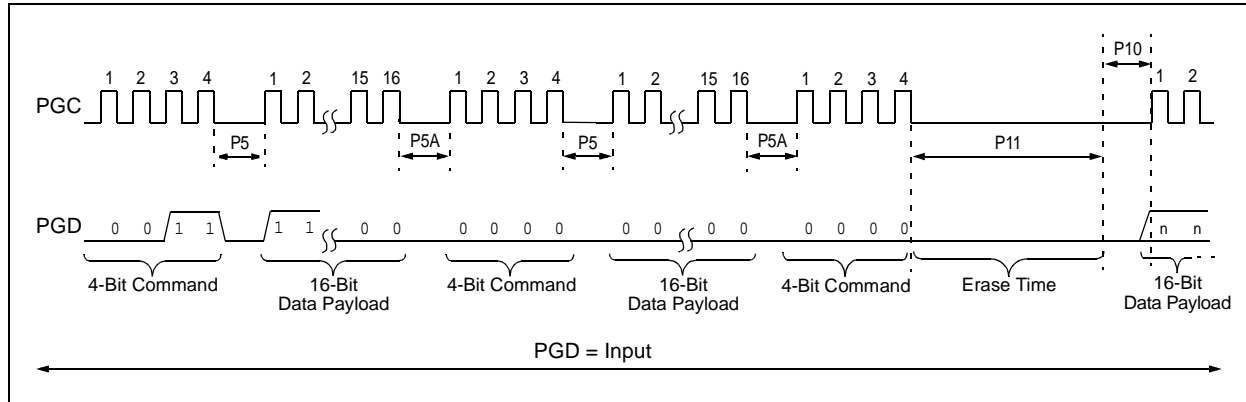 P10
1 2 3 4 1 2 15 16 1 2 3 4 1 2 15 16 1 2 3 4 1 2
PGC
P5 P5A P5 P5A P11
PGD 0 0 1 1 1 1 0 0 0 0 0 0 0 0 0 0 0 0 0 0 n n
4-Bit Command 16-Bit 4-Bit Command 16-Bit 4-Bit Command Erase Time 16-Bit
Data Payload Data Payload Data Payload
PGD = Input